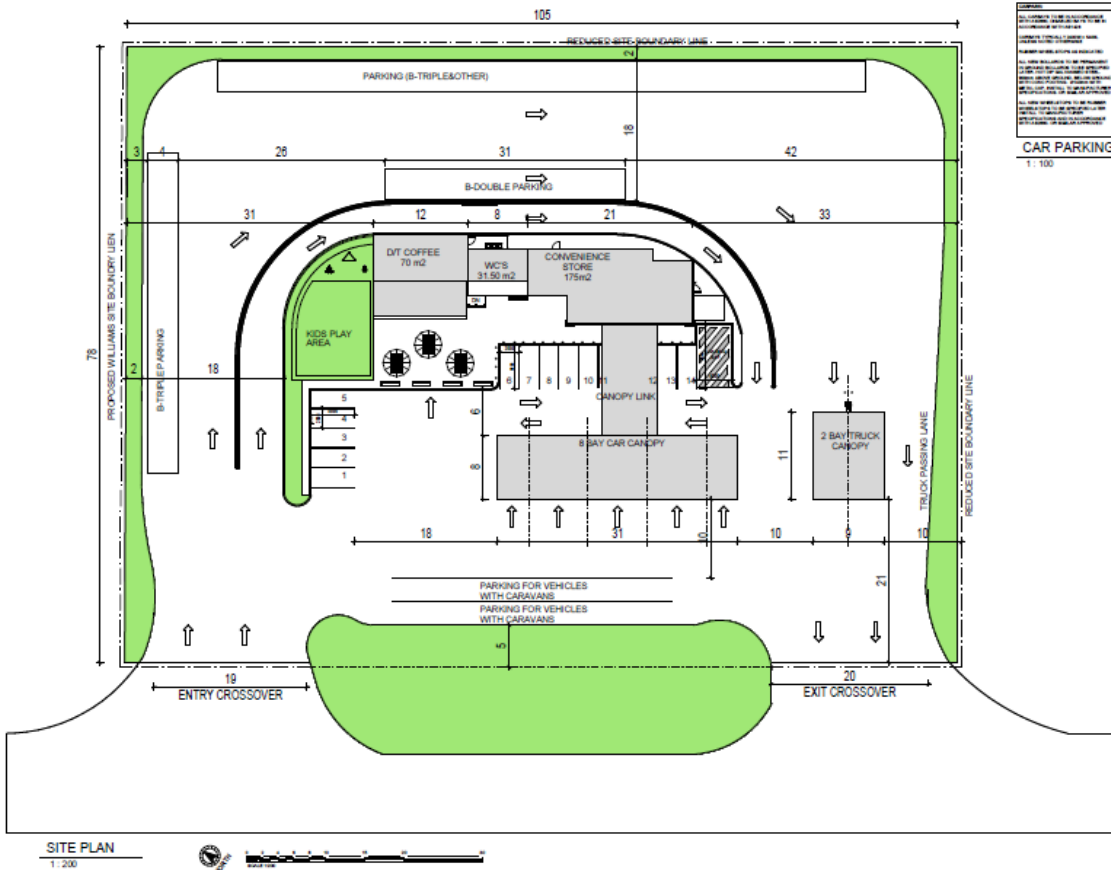 105
REDUCED SITE BOUNDARY LINE
2
PARKING (B-TRIPLE&OTHER)
18
3
4
26
31
42
B-DOUBLE PARKING
31
12
8
21
33
D/T COFFEE
70 m2
WC'S
31.50 m2
CONVENIENCE
STORE
175m2
PROPOSED WILLIAMS SITE BOUNDRY LIEN
78
B-TRIPLE PARKING
KIDS PLAY
AREA
2
18
6
7
8
9
10
11
12
13
14
CANOPY LINK
5
4
3
2
1
6
8
8 BAY CAR CANOPY
11
2 BAY TRUCK
CANOPY
TRUCK PASSING LANE
REDUCED SITE BOUNDARY LINE
18
31
10
10
9
10
21
PARKING FOR VEHICLES
WITH CARAVANS
PARKING FOR VEHICLES
WITH CARAVANS
5
19
ENTRY CROSSOVER
20
EXIT CROSSOVER
CAR PARKING
1 : 100
SITE PLAN
1 : 200
NORTH